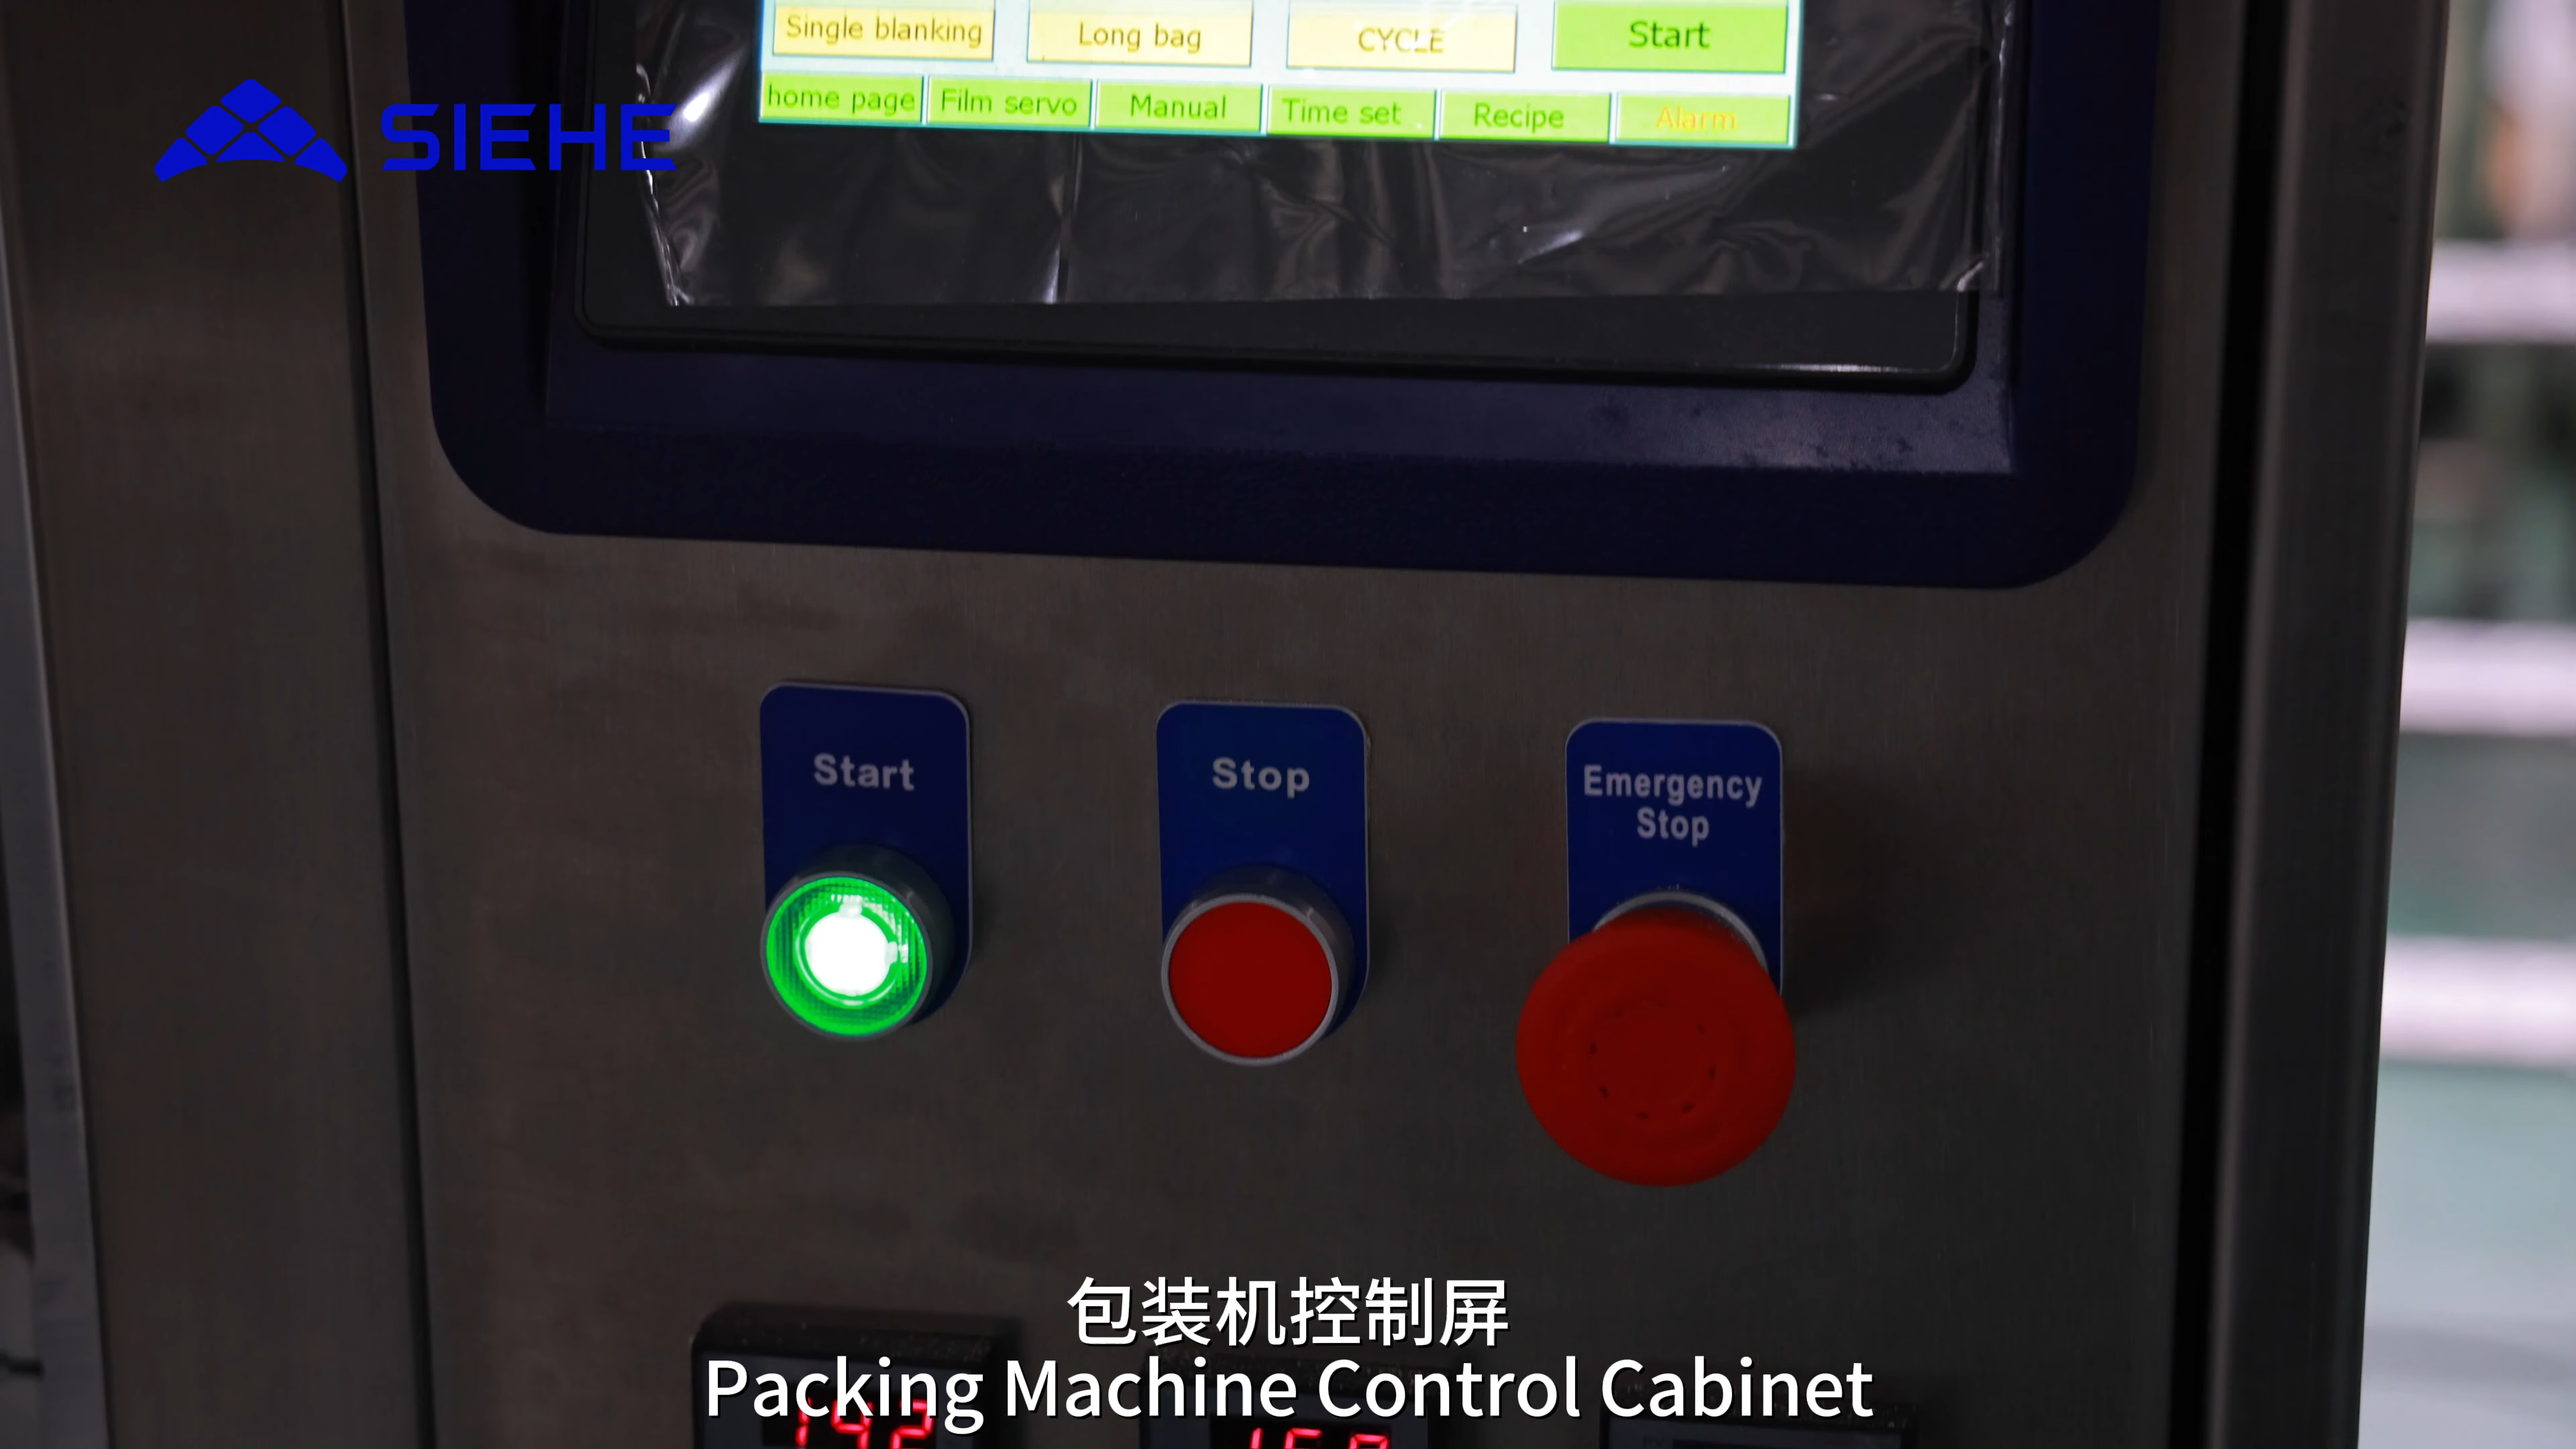 Single blanking
Long bag
CYCLE
Start
home page
Film servo
Manual
Time set
Recipe
Alarm
SIEHE
Start
Stop
Emergency
Stop
包装机控制屏
Packing Machine Control Cabinet
192